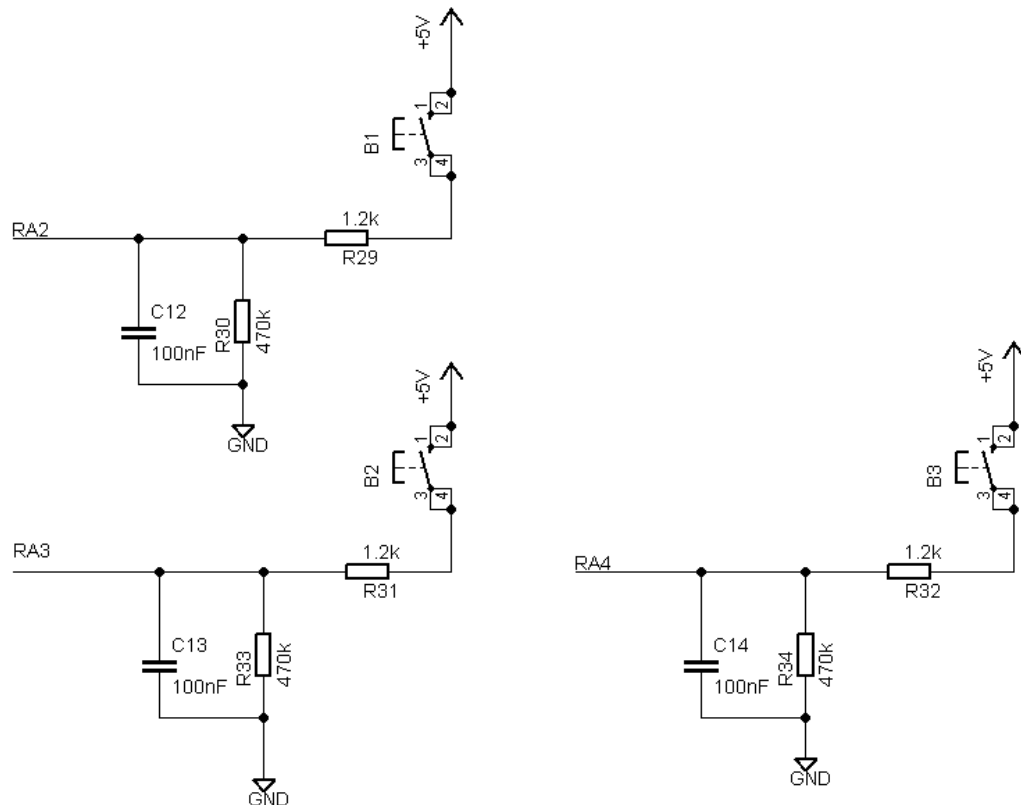 +5V
1
2
B1
3
4
RA2
1.2k
R29
C12
100nF
R30
470k
GND
+5V
1
2
B2
3
4
RA3
1.2k
R31
C13
100nF
R33
470k
GND
+5V
1
2
B3
3
4
RA4
1.2k
R32
C14
100nF
R34
470k
GND